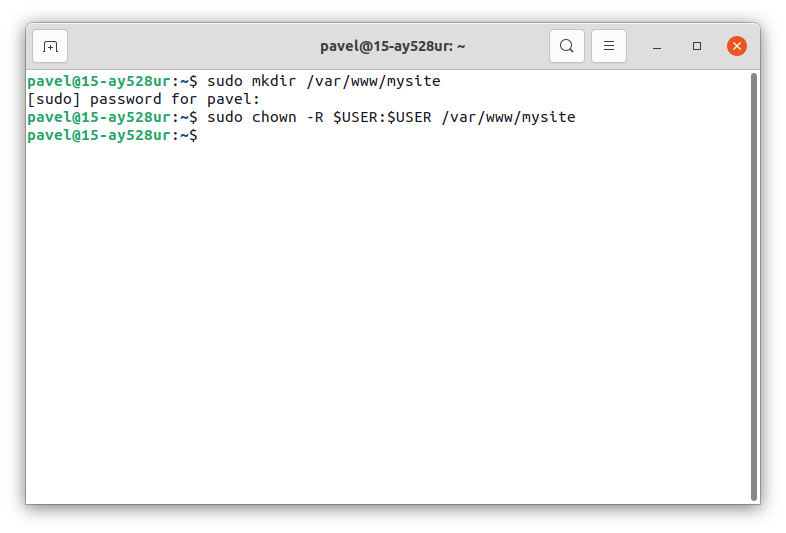 pavel@15-ay528ur: ~
pavel@15-ay528ur:~$ sudo mkdir /var/www/mysite
[sudo] password for pavel:
pavel@15-ay528ur:~$ sudo chown -R $USER:$USER /var/www/mysite
pavel@15-ay528ur:~$